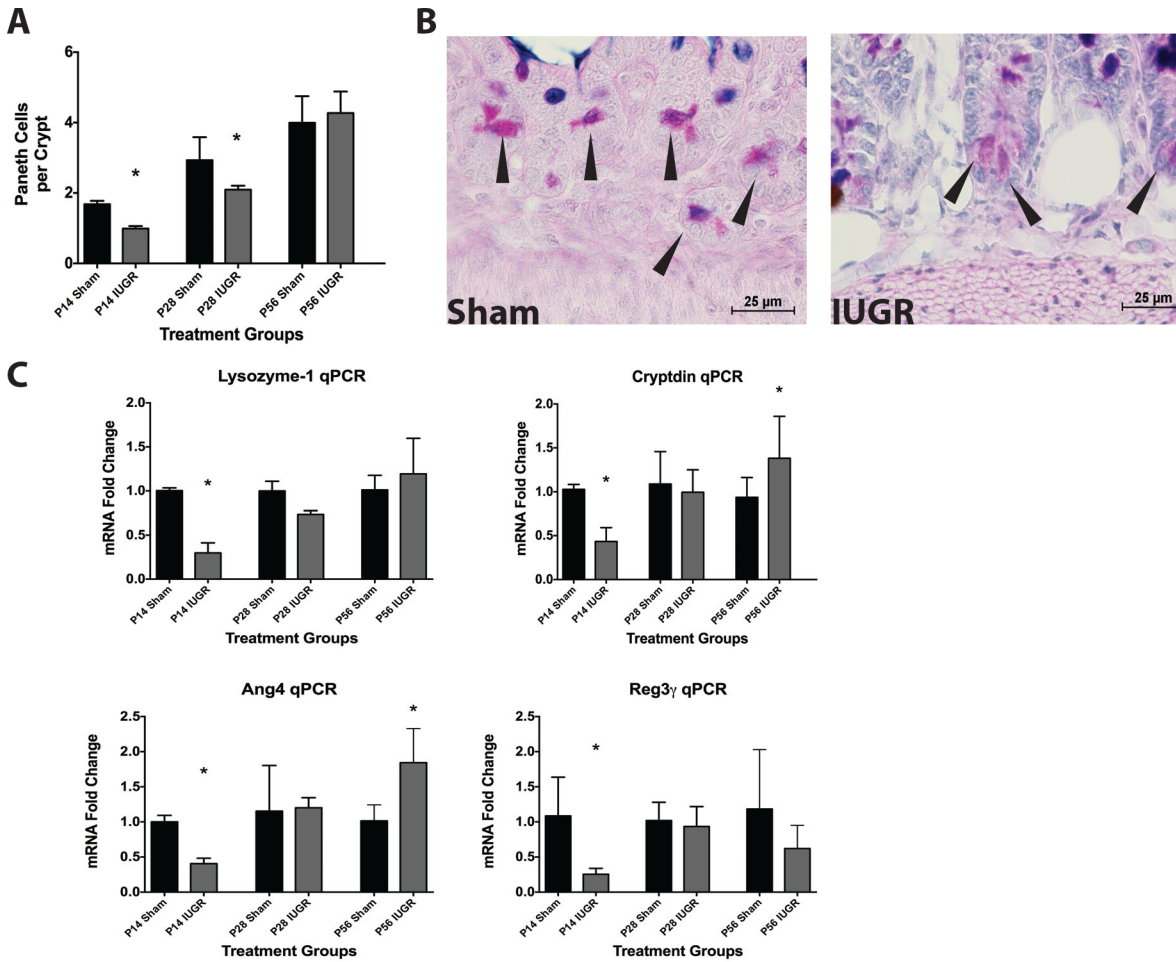 A
Paneth Cells
per Crypt
6
4
2
0
*
*
P14 Sham
P14 IUGR
P28 Sham
P28 IUGR
P56 Sham
P56 IUGR
Treatment Groups
B
Sham
25 µm
IUGR
25 µm
C
Lysozyme-1 qPCR
mRNA Fold Change
2.0
1.5
1.0
0.5
0.0
*
P14 Sham
P14 IUGR
P28 Sham
P28 IUGR
P56 Sham
P56 IUGR
Treatment Groups
Cryptdin qPCR
mRNA Fold Change
2.0
1.5
1.0
0.5
0.0
*
*
P14 Sham
P14 IUGR
P28 Sham
P28 IUGR
P56 Sham
P56 IUGR
Treatment Groups
Ang4 qPCR
mRNA Fold Change
2.5
2.0
1.5
1.0
0.5
0.0
*
*
P14 Sham
P14 IUGR
P28 Sham
P28 IUGR
P56 Sham
P56 IUGR
Treatment Groups
Reg3γ qPCR
mRNA Fold Change
2.5
2.0
1.5
1.0
0.5
0.0
*
P14 Sham
P14 IUGR
P28 Sham
P28 IUGR
P56 Sham
P56 IUGR
Treatment Groups